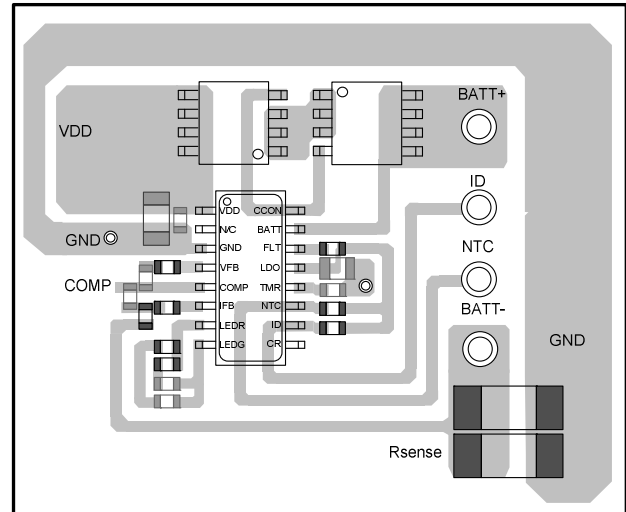 BATT+
VDD
ID
VDD CCON
N/C BATT
GND
GND FLT
NTC
VFB LDO
COMP
COMP TMR
IFB NTC
BATT-
LEDR ID
GND
LEDG CR
Rsense